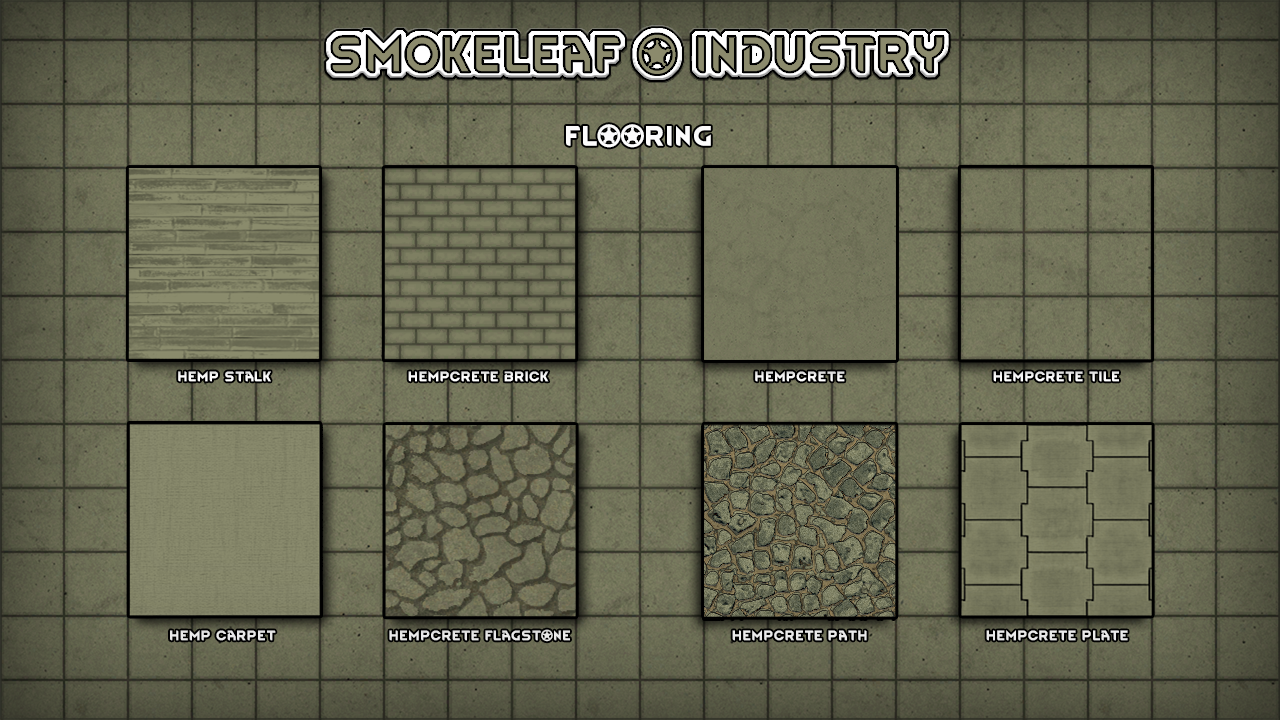 SMOKELEAF INDUSTRY
FLOORING
HEMP STALK
HEMPCRETE BRICK
HEMPCRETE
HEMPCRETE TILE
HEMP CARPET
HEMPCRETE FLAGSTONE
HEMPCRETE PATH
HEMPCRETE PLATE